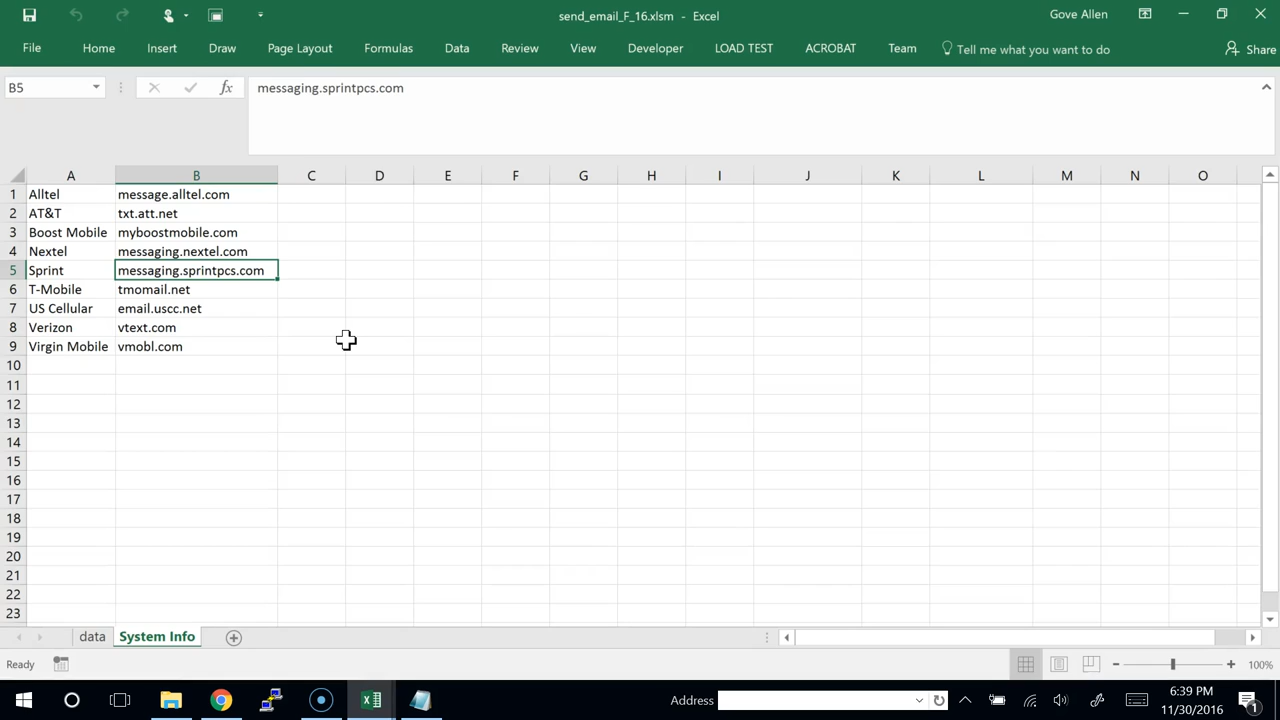 send_email_F_16.xlsm - Excel
Gove Allen
File Home Insert Draw Page Layout Formulas Data Review View Developer LOAD TEST ACROBAT Team Tell me what you want to do Share
B5 fx messaging.sprintpcs.com
A B C D E F G H I J K L M N O
1 Alltel message.alltel.com
2 AT&T txt.att.net
3 Boost Mobile myboostmobile.com
4 Nextel messaging.nextel.com
5 Sprint messaging.sprintpcs.com
6 T-Mobile tmomail.net
7 US Cellular email.uscc.net
8 Verizon vtext.com
9 Virgin Mobile vmobl.com
10
11
12
13
14
15
16
17
18
19
20
21
22
23
data System Info
Ready 100%
Address 6:39 PM
11/30/2016 1